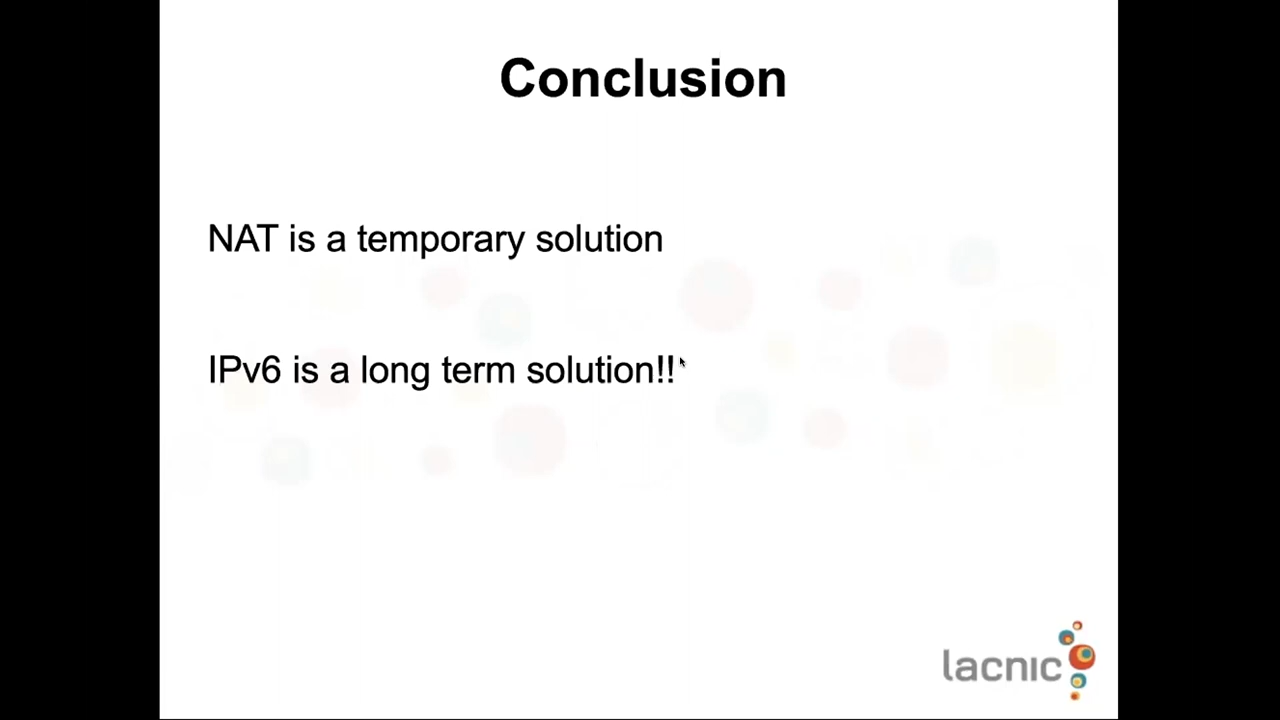 Conclusion
NAT is a temporary solution
IPv6 is a long term solution!!
lacnic